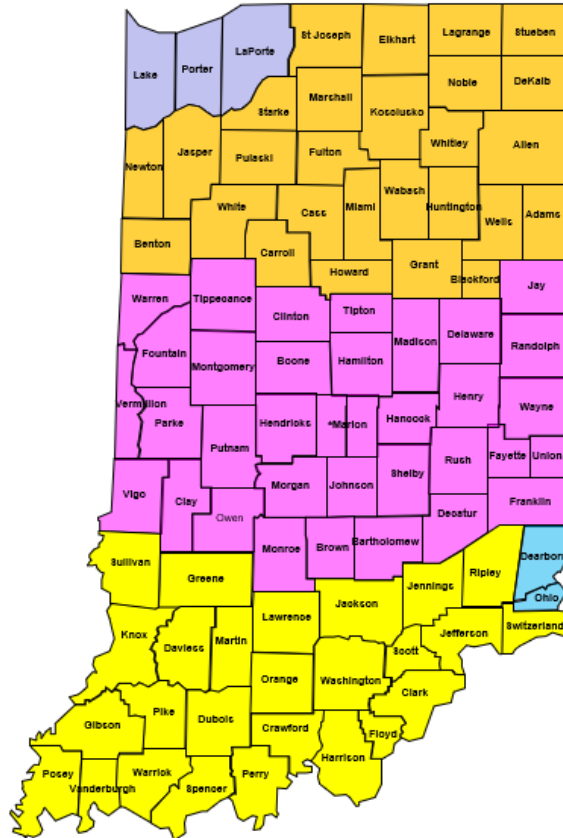 St Joseph
Elkhart
Lagrange
Stueben
LaPorte
Porter
Lake
Noble
DeKalb
Marshall
Starke
Kosciusko
Whitley
Allen
Jasper
Newton
Pulaski
Fulton
Wabash
Huntington
White
Cass
Miami
Wells
Adams
Benton
Carroll
Howard
Grant
Blackford
Warren
Tippecanoe
Clinton
Tipton
Jay
Madison
Delaware
Fountain
Montgomery
Boone
Hamilton
Randolph
Henry
Vermillion
Parke
Putnam
Hendricks
*Marion
Hancock
Wayne
Rush
Fayette
Union
Vigo
Clay
Morgan
Johnson
Shelby
Franklin
Owen
Decatur
Monroe
Brown
Bartholomew
Dearborn
Sullivan
Greene
Jennings
Ripley
Ohio
Lawrence
Jackson
Switzerland
Knox
Daviess
Martin
Scott
Jefferson
Orange
Washington
Clark
Gibson
Pike
Dubois
Crawford
Floyd
Harrison
Posey
Vanderburgh
Warrick
Spencer
Perry